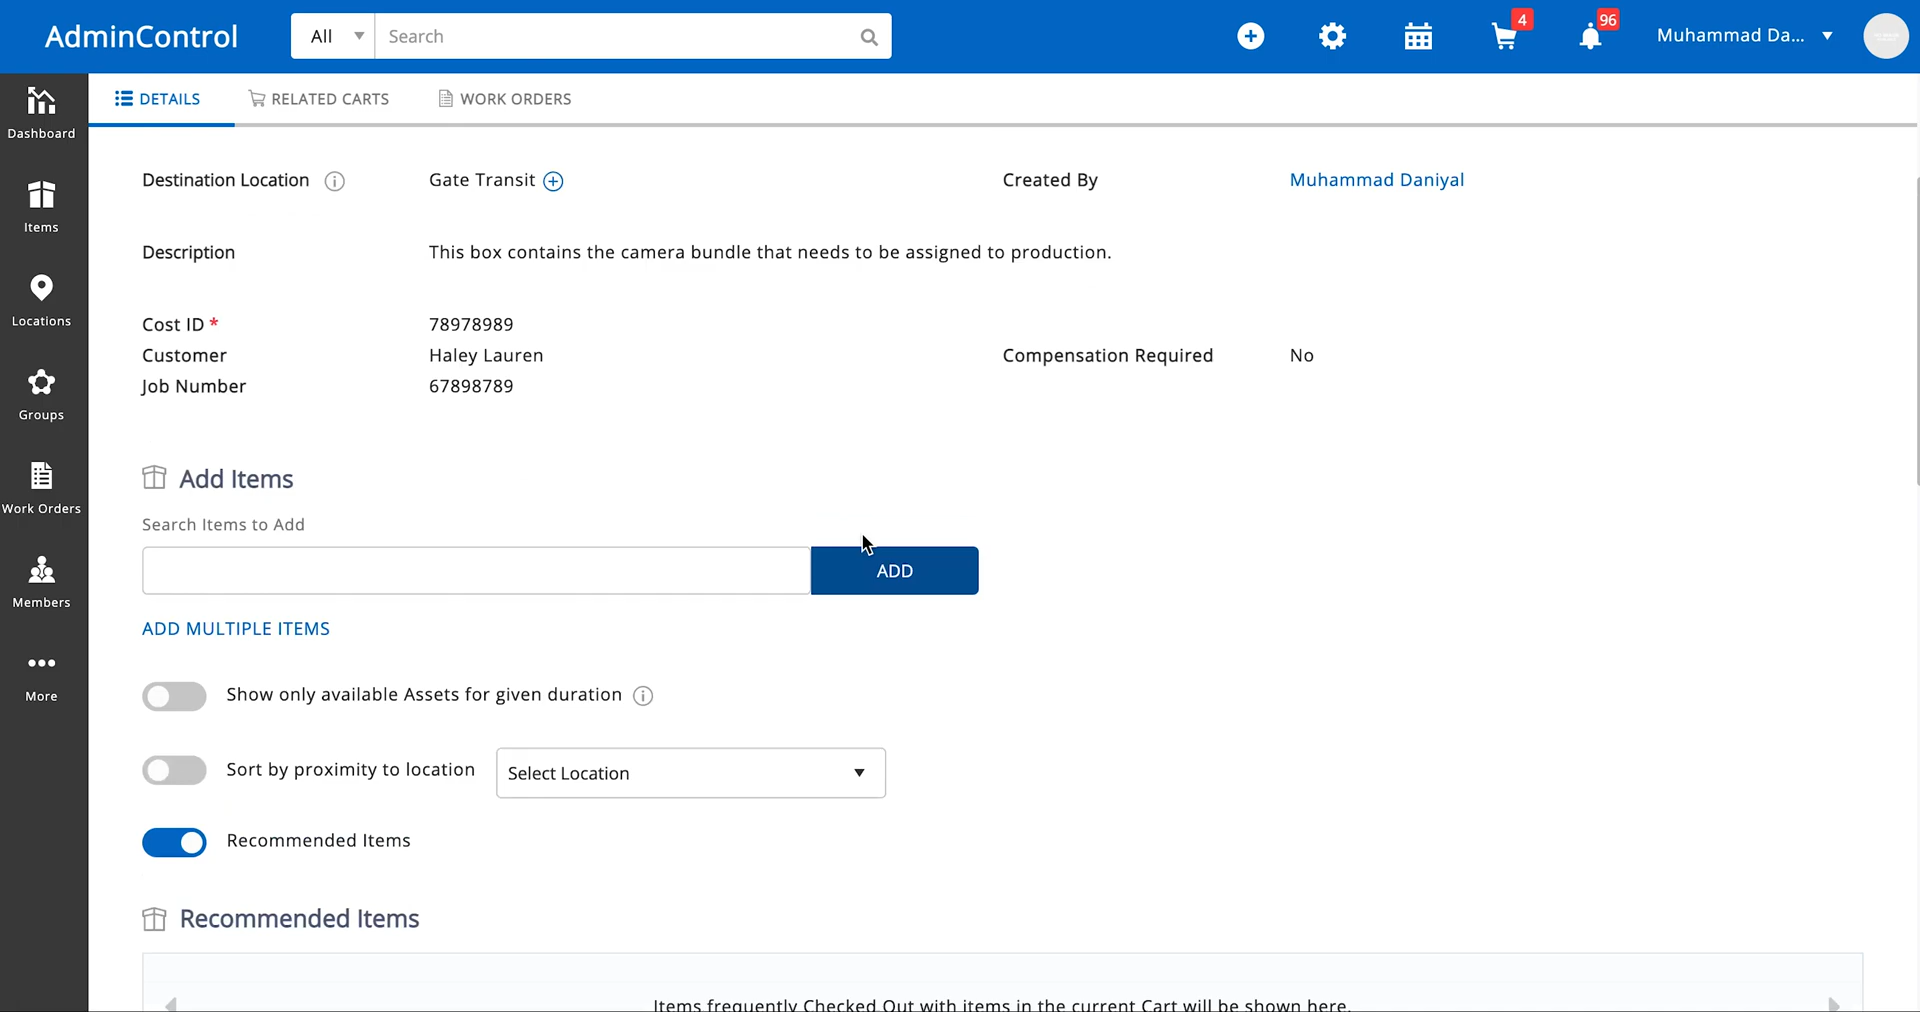 AdminControl All Search 4 96 Muhammad Da...
Dashboard
Items
Locations
Groups
Work Orders
Members
More
DETAILS RELATED CARTS WORK ORDERS
Destination Location Gate Transit Created By Muhammad Daniyal
Description This box contains the camera bundle that needs to be assigned to production.
Cost ID * 78978989
Customer Haley Lauren Compensation Required No
Job Number 67898789
Add Items
Search Items to Add
ADD
ADD MULTIPLE ITEMS
Show only available Assets for given duration
Sort by proximity to location Select Location
Recommended Items
Recommended Items
Items frequently Checked Out with items in the current Cart will be shown here.